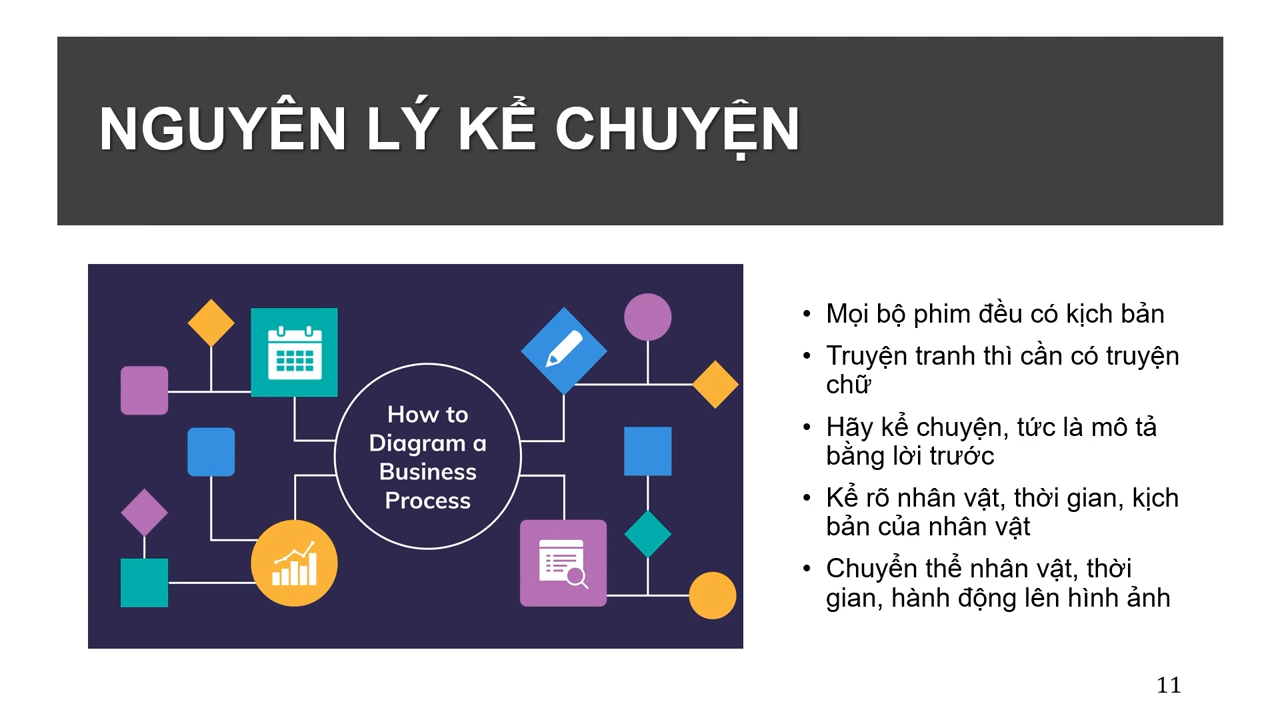 NGUYÊN LÝ KỂ CHUYỆN
How to
Diagram a
Business
Process
• Mọi bộ phim đều có kịch bản
• Truyện tranh thì cần có truyện
chữ
• Hãy kể chuyện, tức là mô tả
bằng lời trước
• Kể rõ nhân vật, thời gian, kịch
bản của nhân vật
• Chuyển thể nhân vật, thời
gian, hành động lên hình ảnh
11